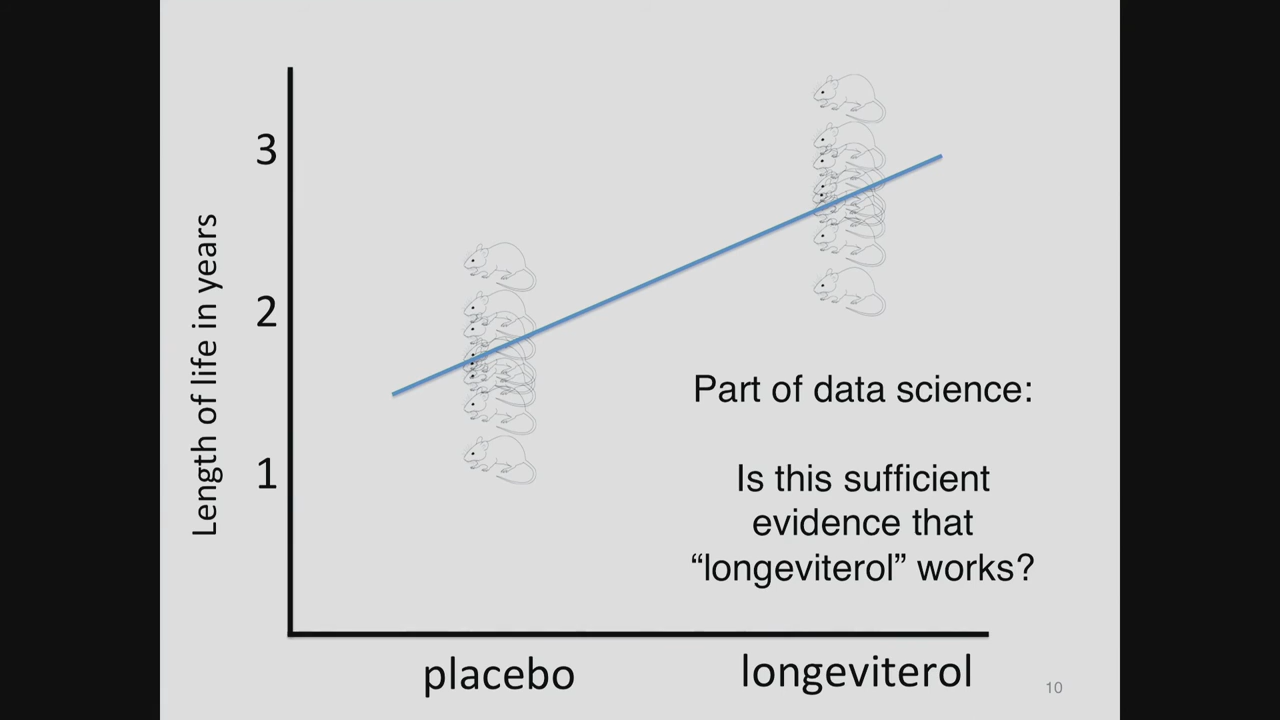 3
2
1
Length of life in years
Part of data science:
Is this sufficient
evidence that
“longeviterol” works?
placebo
longeviterol
10